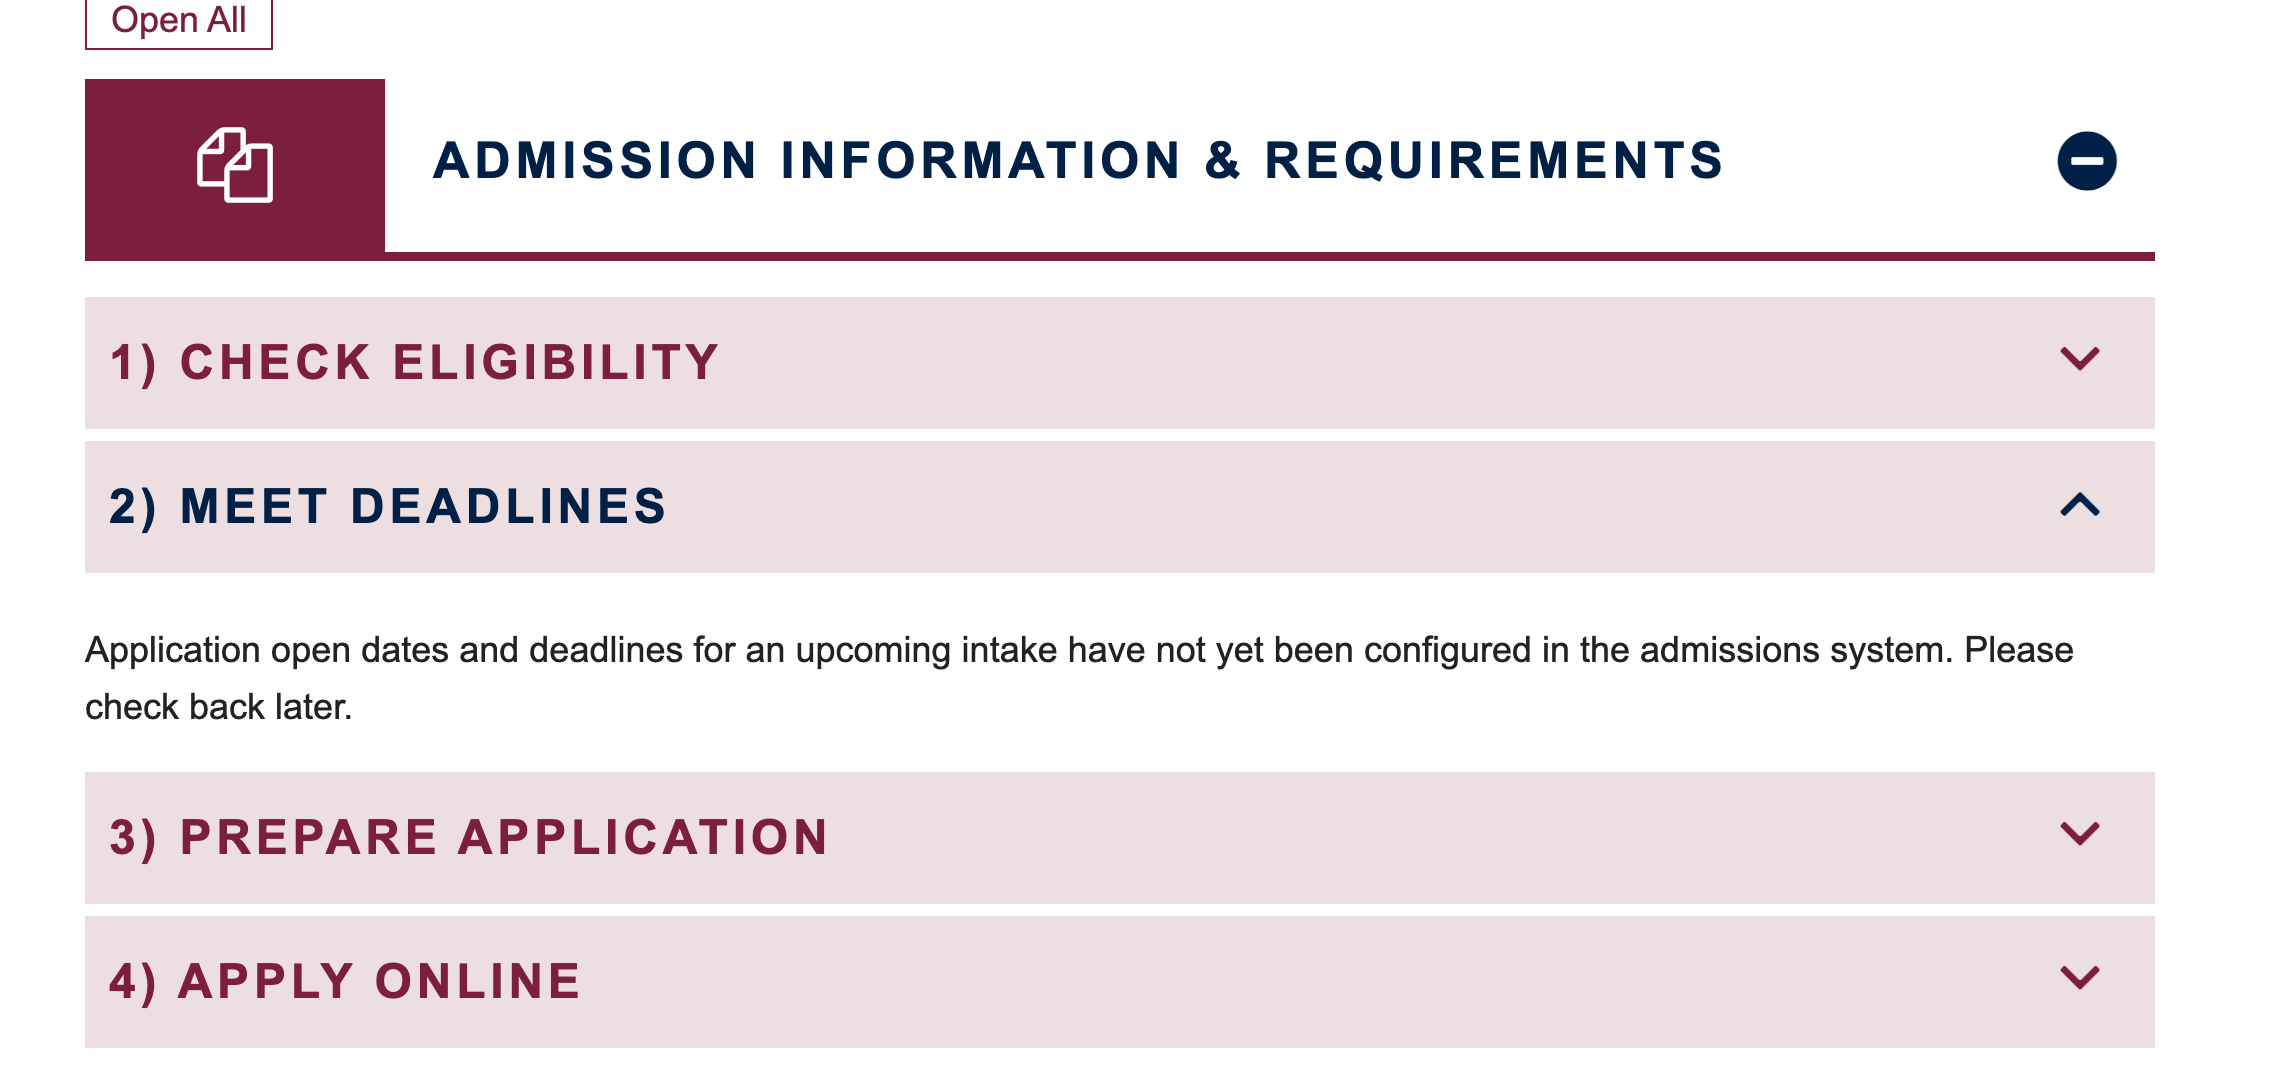 Open All
ADMISSION INFORMATION & REQUIREMENTS
1) CHECK ELIGIBILITY
2) MEET DEADLINES
Application open dates and deadlines for an upcoming intake have not yet been configured in the admissions system. Please
check back later.
3) PREPARE APPLICATION
4) APPLY ONLINE